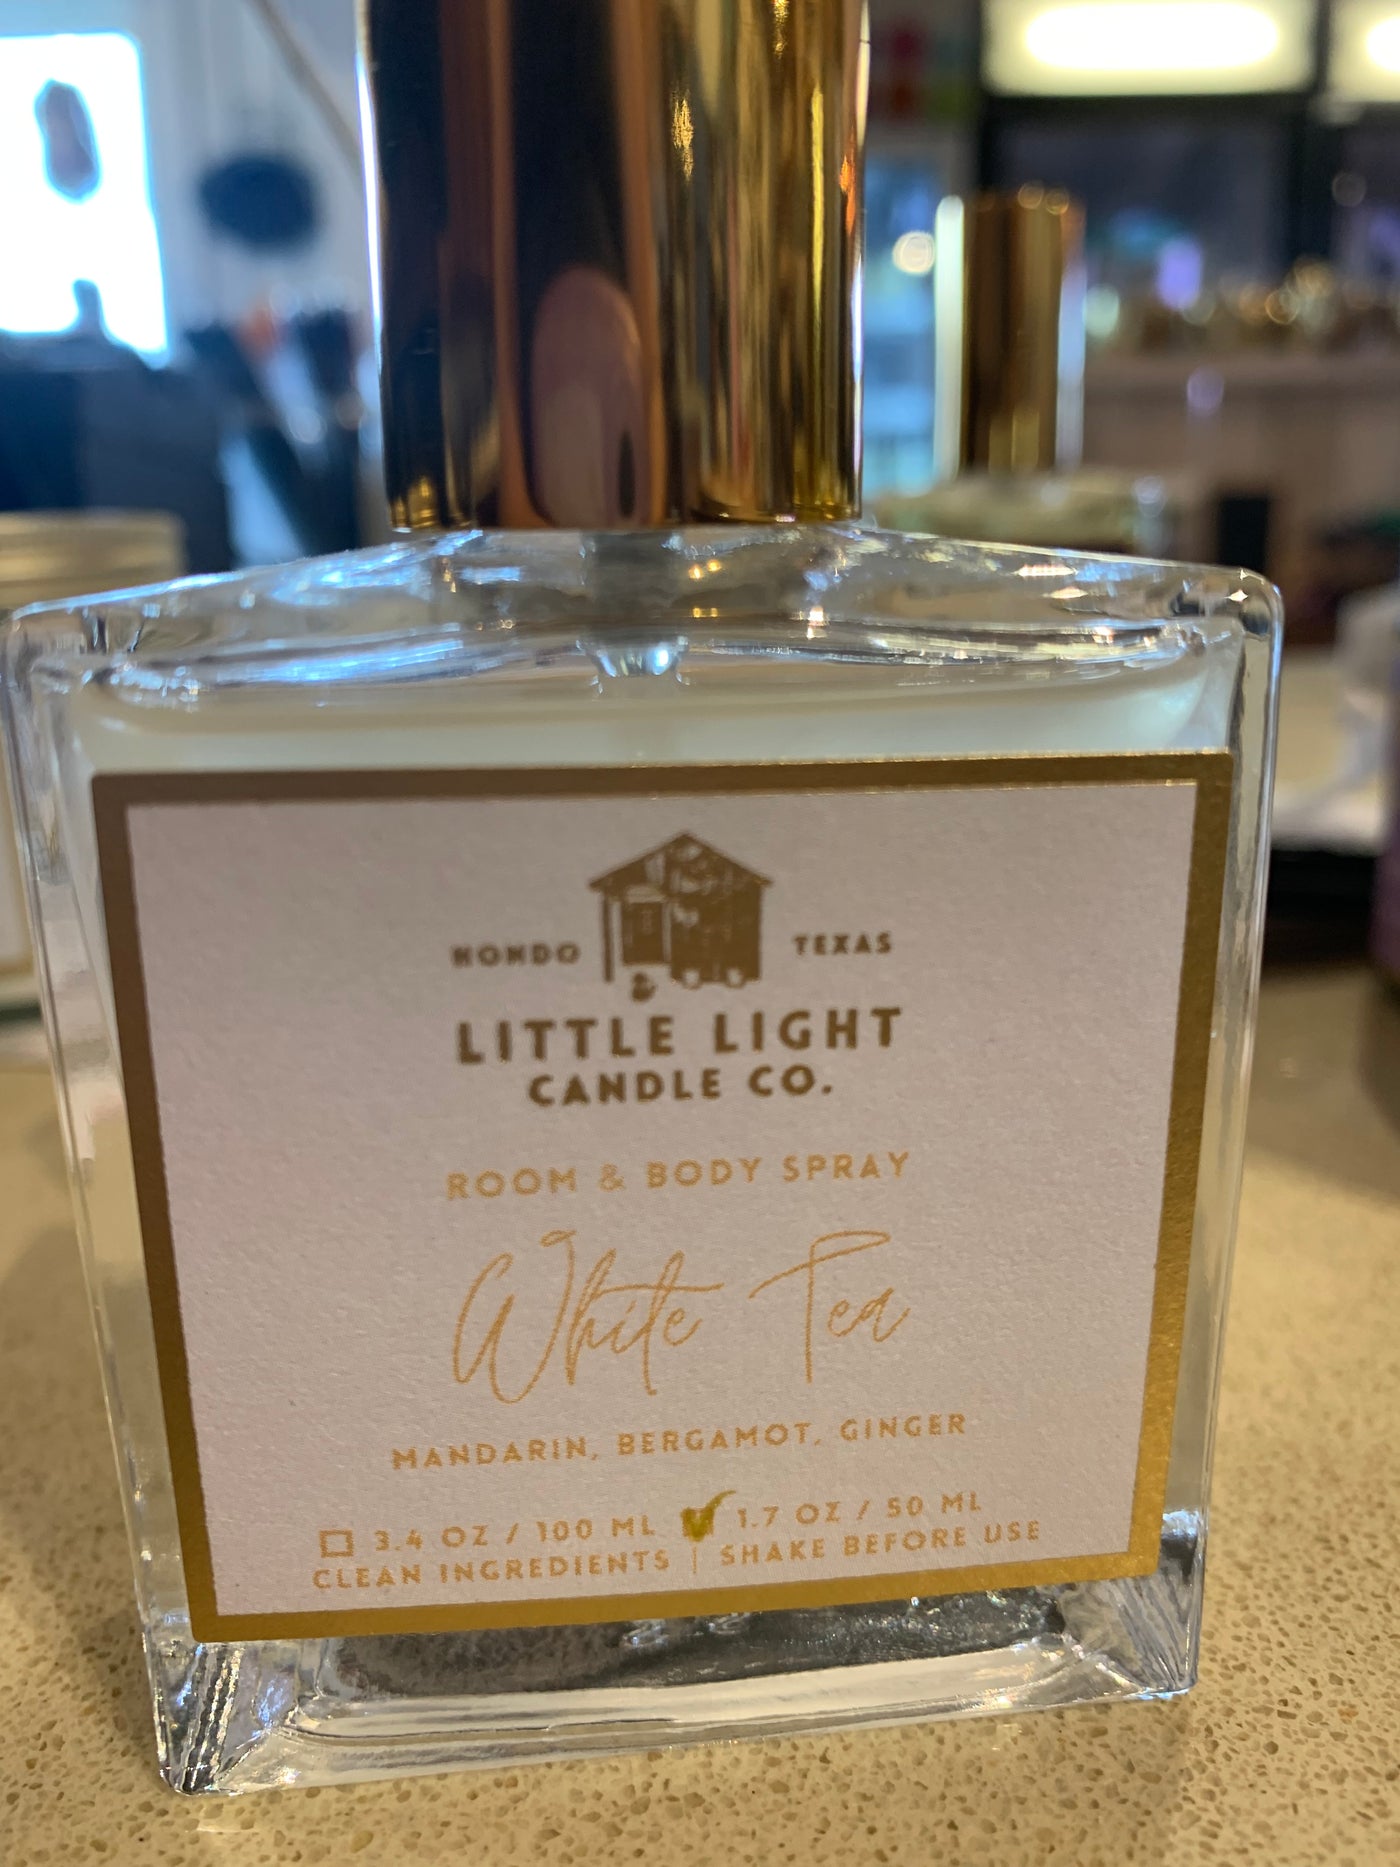 HONDO TEXAS
LITTLE LIGHT
CANDLE CO.
ROOM & BODY SPRAY
White Tea
MANDARIN, BERGAMOT, GINGER
3.4 OZ / 100 ML 1.7 OZ / 50 ML
CLEAN INGREDIENTS | SHAKE BEFORE USE